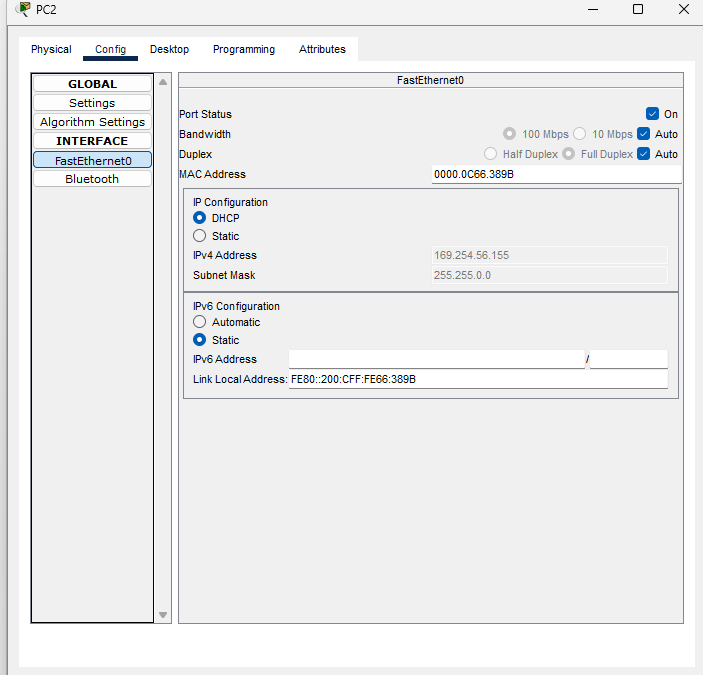 PC2
Physical Config Desktop Programming Attributes
GLOBAL
Settings
Algorithm Settings
INTERFACE
FastEthernet0
Bluetooth
FastEthernet0
Port Status On
Bandwidth 100 Mbps 10 Mbps Auto
Duplex Half Duplex Full Duplex Auto
MAC Address 0000.0C66.389B
IP Configuration
DHCP
Static
IPv4 Address 169.254.56.155
Subnet Mask 255.255.0.0
IPv6 Configuration
Automatic
Static
IPv6 Address /
Link Local Address: FE80::200:CFF:FE66:389B